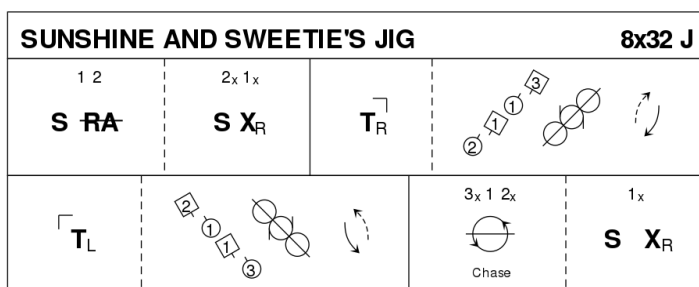 SUNSHINE AND SWEETIE'S JIG 8x32 J
1 2
S RA
2x 1x
S XR
TR
2 1 1 3
TL
2 1 1 3
3x 1 2x
Chase
1x
S XR